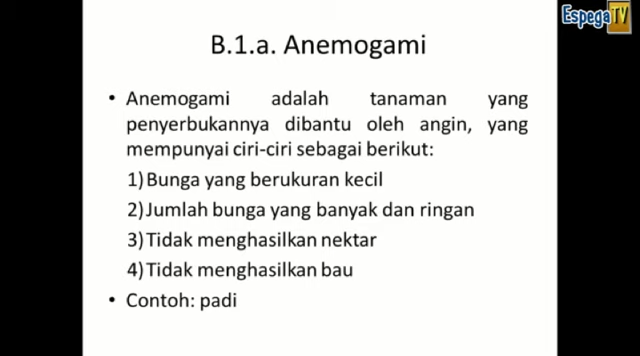 EspegaTV
B.1.a. Anemogami
• Anemogami adalah tanaman yang
penyerbukannya dibantu oleh angin, yang
mempunyai ciri-ciri sebagai berikut:
1) Bunga yang berukuran kecil
2) Jumlah bunga yang banyak dan ringan
3) Tidak menghasilkan nektar
4) Tidak menghasilkan bau
• Contoh: padi